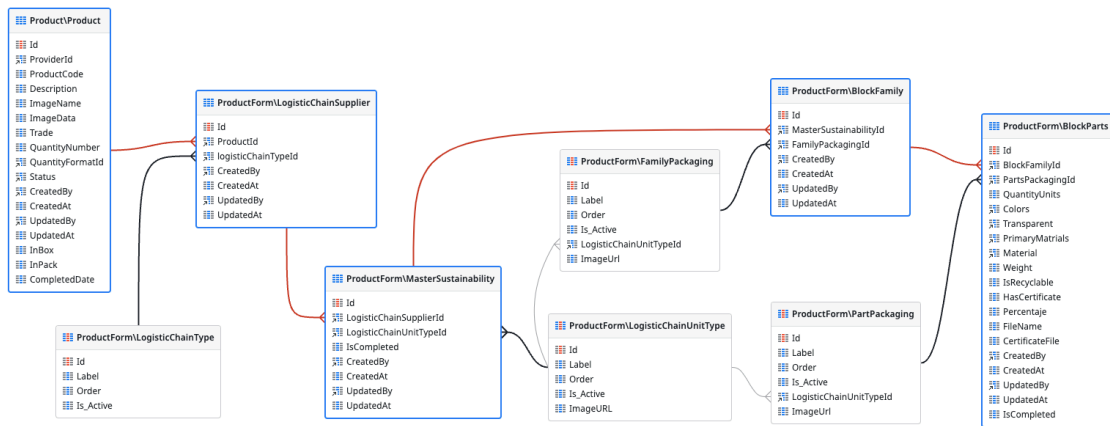 Product\Product
Id
ProviderId
ProductCode
Description
ImageName
ImageData
Trade
QuantityNumber
QuantityFormatId
Status
CreatedBy
CreatedAt
UpdatedBy
UpdatedAt
InBox
InPack
CompletedDate
ProductForm\LogisticChainSupplier
Id
ProductId
logisticChainTypeId
CreatedBy
CreatedAt
UpdatedBy
UpdatedAt
ProductForm\LogisticChainType
Id
Label
Order
Is_Active
ProductForm\MasterSustainability
Id
LogisticChainSupplierId
LogisticChainUnitTypeId
IsCompleted
CreatedBy
CreatedAt
UpdatedBy
UpdatedAt
ProductForm\FamilyPackaging
Id
Label
Order
Is_Active
LogisticChainUnitTypeId
ImageUrl
ProductForm\LogisticChainUnitType
Id
Label
Order
Is_Active
ImageURL
ProductForm\BlockFamily
Id
MasterSustainabilityId
FamilyPackagingId
CreatedBy
CreatedAt
UpdatedBy
UpdatedAt
ProductForm\PartPackaging
Id
Label
Order
Is_Active
LogisticChainUnitTypeId
ImageUrl
ProductForm\BlockParts
Id
BlockFamilyId
PartsPackagingId
QuantityUnits
Colors
Transparent
PrimaryMatrials
Material
Weight
IsRecyclable
HasCertificate
Percentaje
FileName
CertificateFile
CreatedBy
CreatedAt
UpdatedBy
UpdatedAt
IsCompleted